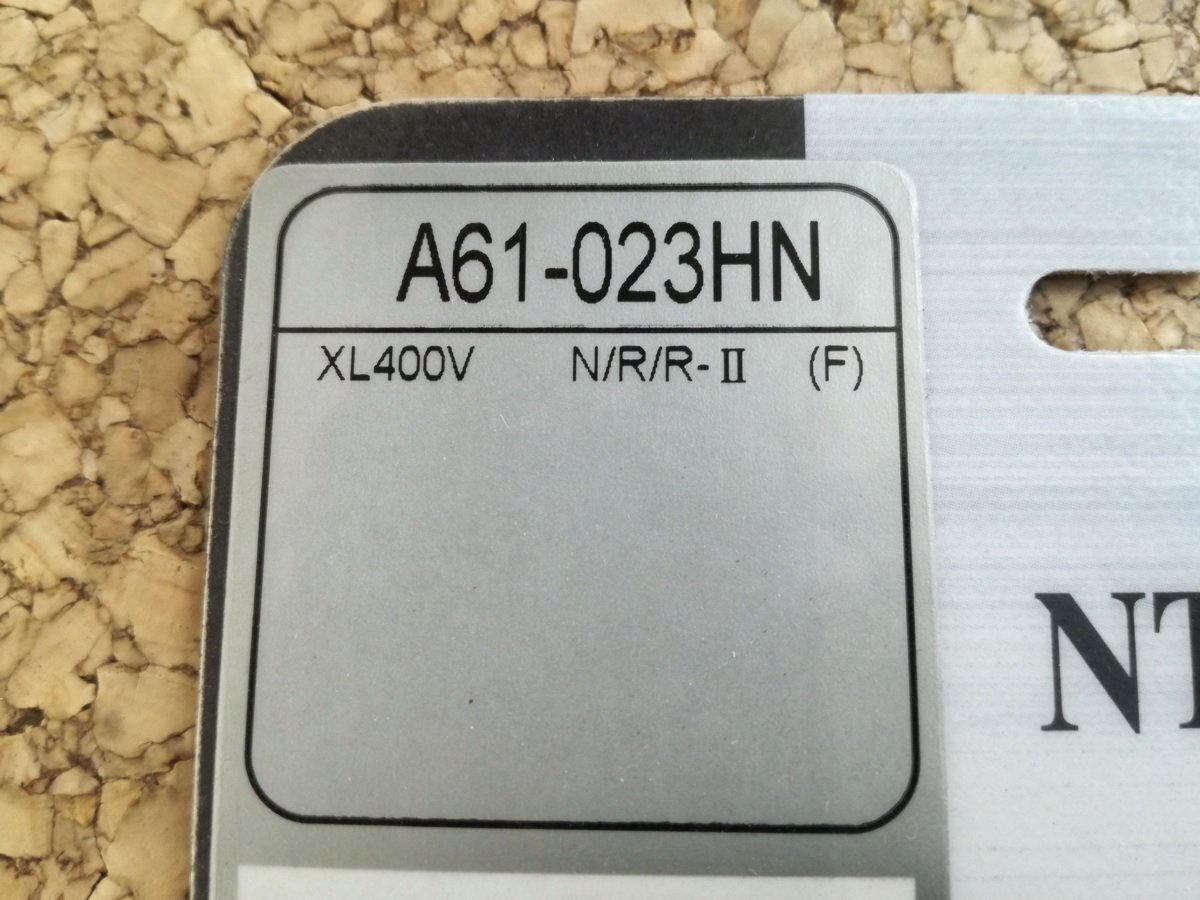 A61-023HN
XL400V N/R/R-Ⅱ (F)
NT